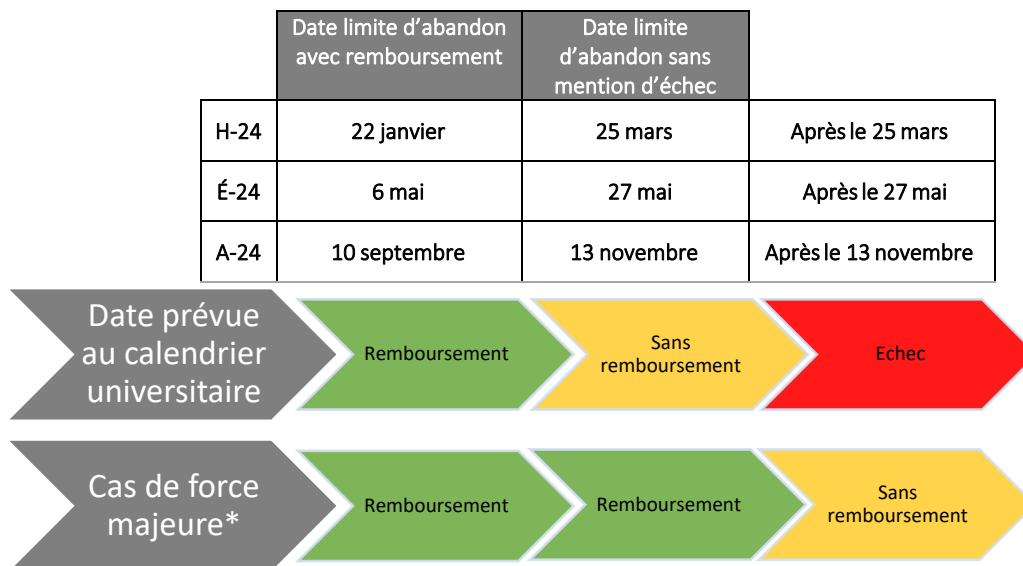 Date limite d'abandon
avec remboursement
Date limite
d'abandon sans
mention d'échec
H-24
22 janvier
25 mars
Après le 25 mars
É-24
6 mai
27 mai
Après le 27 mai
A-24
10 septembre
13 novembre
Après le 13 novembre
Date prévue
au calendrier
universitaire
Remboursement
Sans
remboursement
Echec
Cas de force
majeure*
Remboursement
Remboursement
Sans
remboursement